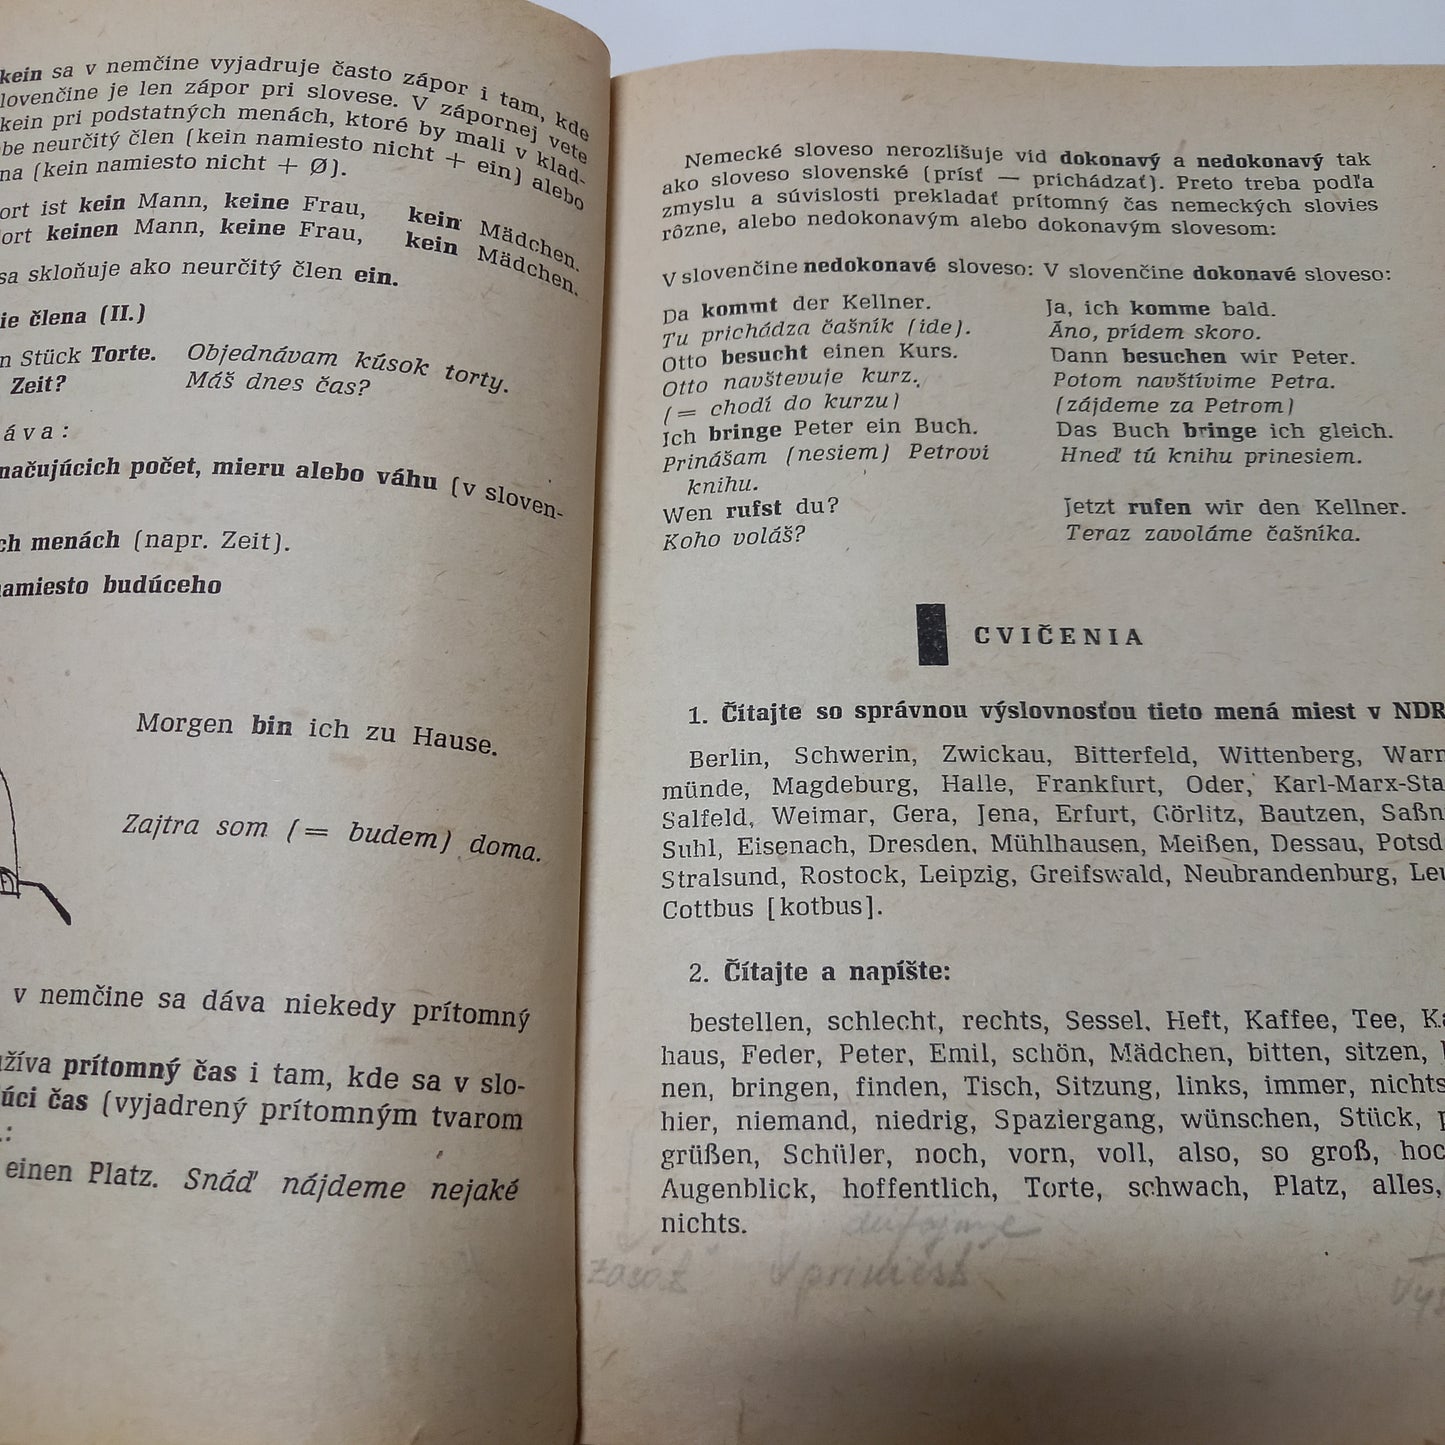 kein sa v nemčine vyjadruje často zápor i tam, kde
lovenčine je len zápor pri slovese. V zápornej vete
kein pri podstatných menách, ktoré by mali v klad-
be neurčitý člen (kein namiesto nicht + ein) alebo
na (kein namiesto nicht + Ø).
ort ist kein Mann, keine Frau, kein Mädchen.
ort keinen Mann, keine Frau, kein Mädchen.
sa skloňuje ako neurčitý člen ein.
ie člena (II.)
n Stück Torte. Objednávam kúsok torty.
Zeit? Máš dnes čas?
áva:
načujúcich počet, mieru alebo váhu (v sloven-
ch menách (napr. Zeit).
namiesto budúceho
Morgen bin ich zu Hause.
Zajtra som (= budem) doma.
v nemčine sa dáva niekedy prítomný
užíva prítomný čas i tam, kde sa v slo-
úci čas (vyjadrený prítomným tvarom
.:
einen Platz. Snáď nájdeme nejaké
Nemecké sloveso nerozlišuje vid dokonavý a nedokonavý tak
ako sloveso slovenské (prísť — prichádzať). Preto treba podľa
zmyslu a súvislosti prekladať prítomný čas nemeckých slovies
rôzne, alebo nedokonavým alebo dokonavým slovesom:
V slovenčine nedokonavé sloveso: V slovenčine dokonavé sloveso:
Da kommt der Kellner. Ja, ich komme bald.
Tu prichádza čašník (ide). Áno, prídem skoro.
Otto besucht einen Kurs. Dann besuchen wir Peter.
Otto navštevuje kurz. Potom navštívime Petra.
(= chodí do kurzu) (zájdeme za Petrom)
Ich bringe Peter ein Buch. Das Buch bringe ich gleich.
Prinášam (nesiem) Petrovi Hneď tú knihu prinesiem.
knihu.
Wen rufst du? Jetzt rufen wir den Kellner.
Koho voláš? Teraz zavoláme čašníka.
CVIČENIA
1. Čítajte so správnou výslovnosťou tieto mená miest v NDR
Berlin, Schwerin, Zwickau, Bitterfeld, Wittenberg, Warn
münde, Magdeburg, Halle, Frankfurt, Oder, Karl-Marx-Sta
Salfeld, Weimar, Gera, Jena, Erfurt, Görlitz, Bautzen, Saßn
Suhl, Eisenach, Dresden, Mühlhausen, Meißen, Dessau, Potsd
Stralsund, Rostock, Leipzig, Greifswald, Neubrandenburg, Leu
Cottbus [kotbus].
2. Čítajte a napíšte:
bestellen, schlecht, rechts, Sessel, Heft, Kaffee, Tee, Ka
haus, Feder, Peter, Emil, schön, Mädchen, bitten, sitzen,
nen, bringen, finden, Tisch, Sitzung, links, immer, nichts
hier, niemand, niedrig, Spaziergang, wünschen, Stück, p
grüßen, Schüler, noch, vorn, voll, also, so groß, hoc
Augenblick, hoffentlich, Torte, schwach, Platz, alles,
nichts.